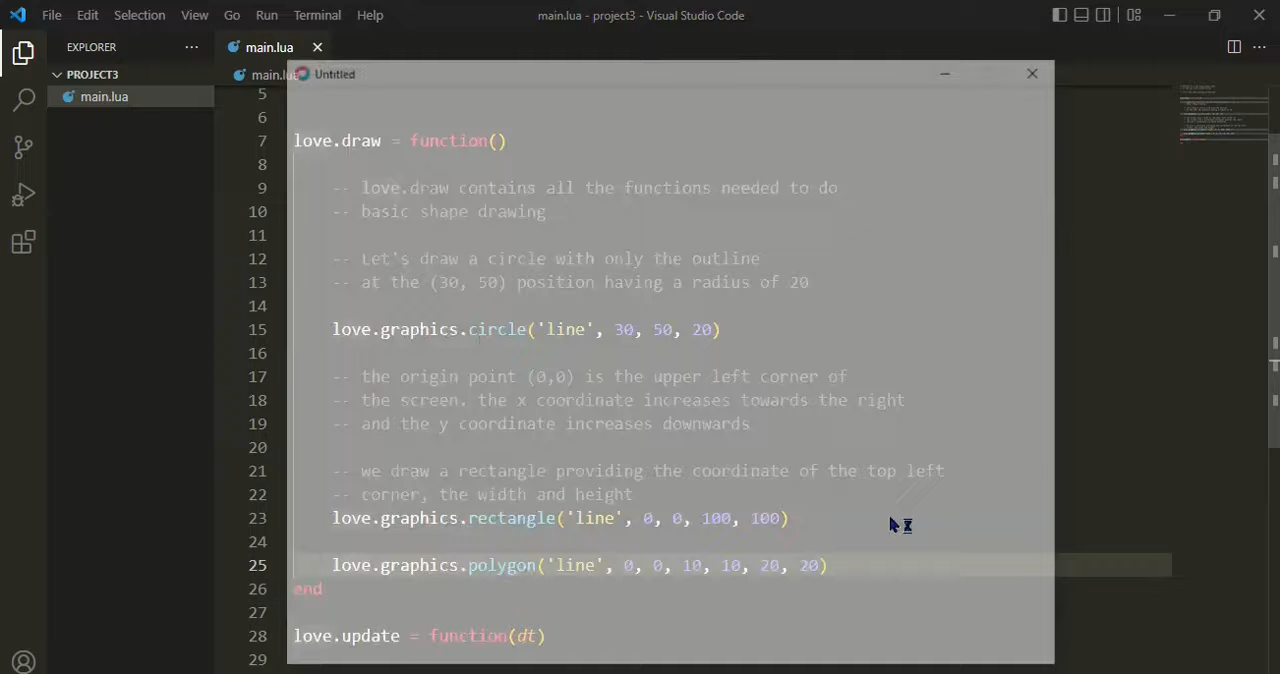 File Edit Selection View Go Run Terminal Help main.lua - project3 - Visual Studio Code
EXPLORER ··· main.lua
PROJECT3 main.lua Untitled
main.lua
5
6
7 love.draw = function()
8
9 -- love.draw contains all the functions needed to do
10 -- basic shape drawing
11
12 -- Let's draw a circle with only the outline
13 -- at the (30, 50) position having a radius of 20
14
15 love.graphics.circle('line', 30, 50, 20)
16
17 -- the origin point (0,0) is the upper left corner of
18 -- the screen. the x coordinate increases towards the right
19 -- and the y coordinate increases downwards
20
21 -- we draw a rectangle providing the coordinate of the top left
22 -- corner, the width and height
23 love.graphics.rectangle('line', 0, 0, 100, 100)
24
25 love.graphics.polygon('line', 0, 0, 10, 10, 20, 20)
26 end
27
28 love.update = function(dt)
29